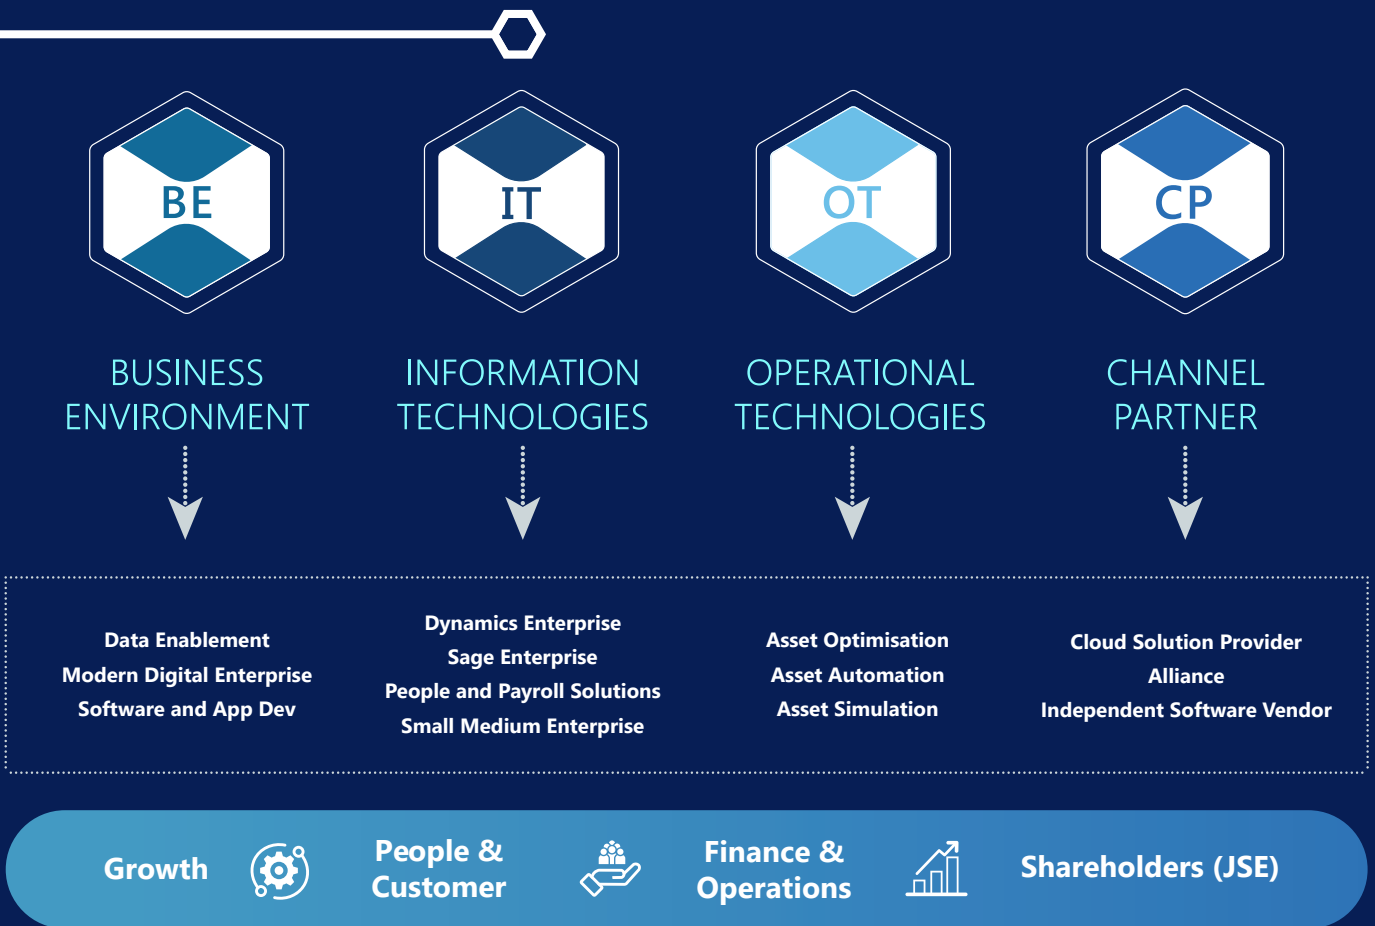 BE
IT
OT
CP
BUSINESS
ENVIRONMENT
INFORMATION
TECHNOLOGIES
OPERATIONAL
TECHNOLOGIES
CHANNEL
PARTNER
Data Enablement
Modern Digital Enterprise
Software and App Dev
Dynamics Enterprise
Sage Enterprise
People and Payroll Solutions
Small Medium Enterprise
Asset Optimisation
Asset Automation
Asset Simulation
Cloud Solution Provider
Alliance
Independent Software Vendor
Growth
People &
Customer
Finance &
Operations
Shareholders (JSE)